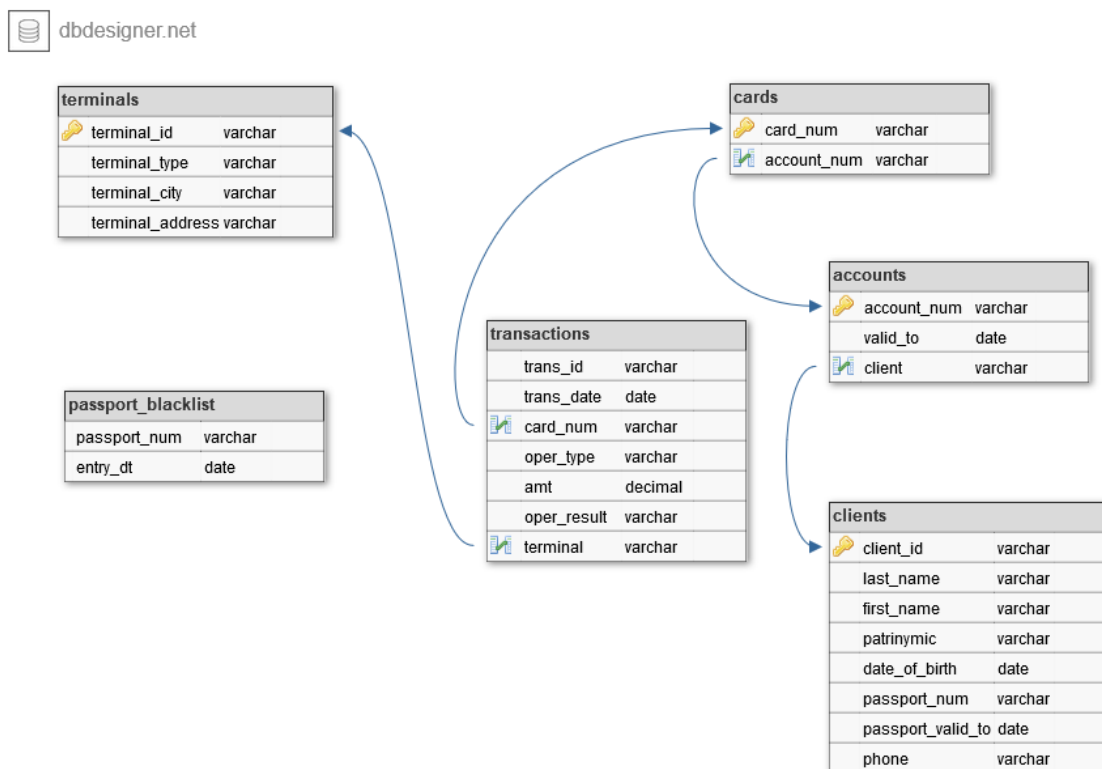 dbdesigner.net
terminals
terminal_id varchar
terminal_type varchar
terminal_city varchar
terminal_address varchar
cards
card_num varchar
account_num varchar
accounts
account_num varchar
valid_to date
client varchar
transactions
trans_id varchar
trans_date date
card_num varchar
oper_type varchar
amt decimal
oper_result varchar
terminal varchar
passport_blacklist
passport_num varchar
entry_dt date
clients
client_id varchar
last_name varchar
first_name varchar
patrinymic varchar
date_of_birth date
passport_num varchar
passport_valid_to date
phone varchar